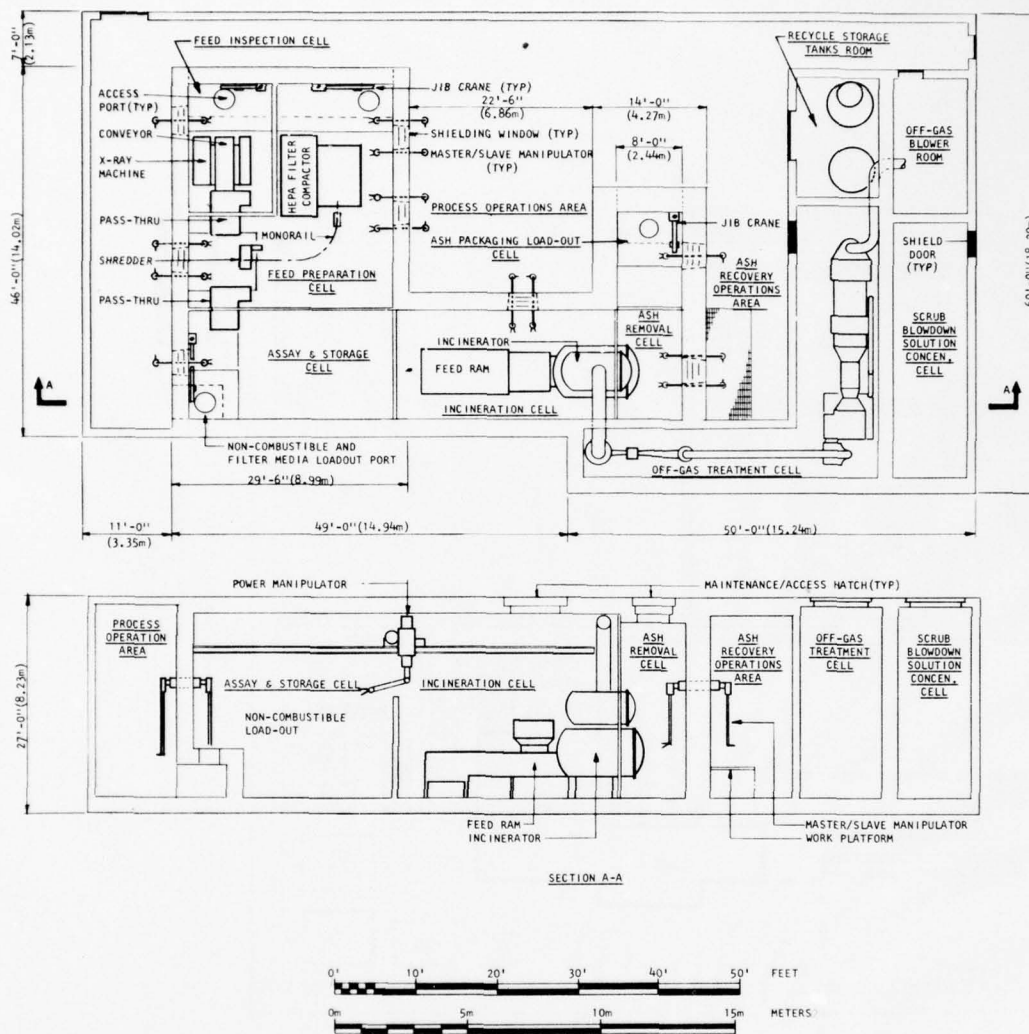 7'-0"
(2.13m)
FEED INSPECTION CELL
RECYCLE STORAGE
TANKS ROOM
ACCESS
PORT(TYP)
JIB CRANE (TYP)
22'-6"
(6.86m)
14'-0"
(4.27m)
CONVEYOR
SHIELDING WINDOW (TYP)
8'-0"
(2.44m)
OFF-GAS
BLOWER
ROOM
X-RAY
MACHINE
HEPA FILTER
COMPACTOR
MASTER/SLAVE MANIPULATOR
(TYP)
PASS-THRU
PROCESS OPERATIONS AREA
JIB CRANE
MONORAIL
ASH PACKAGING LOAD-OUT
CELL
SHREDDER
FEED PREPARATION
CELL
ASH
RECOVERY
OPERATIONS
AREA
SHIELD
DOOR
(TYP)
46'-0"(14.02m)
PASS-THRU
ASH
REMOVAL
CELL
SCRUB
BLOWDOWN
SOLUTION
CONCEN.
CELL
INCINERATOR
ASSAY & STORAGE
CELL
FEED RAM
A
A
INCINERATION CELL
NON-COMBUSTIBLE AND
FILTER MEDIA LOADOUT PORT
OFF-GAS TREATMENT CELL
29'-6"(8.99m)
11'-0"
(3.35m)
49'-0"(14.94m)
50'-0"(15.24m)
POWER MANIPULATOR
MAINTENANCE/ACCESS HATCH(TYP)
PROCESS
OPERATION
AREA
ASH
REMOVAL
CELL
ASH
RECOVERY
OPERATIONS
AREA
OFF-GAS
TREATMENT
CELL
SCRUB
BLOWDOWN
SOLUTION
CONCEN.
CELL
ASSAY & STORAGE CELL
INCINERATION CELL
27'-0"(8.23m)
NON-COMBUSTIBLE
LOAD-OUT
FEED RAM
INCINERATOR
MASTER/SLAVE MANIPULATOR
WORK PLATFORM
SECTION A-A
0' 10' 20' 30' 40' 50' FEET
0m 5m 10m 15m METERS